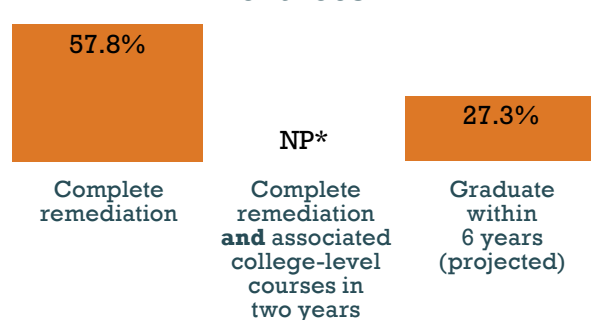 57.8%
NP*
27.3%
Complete
remediation
Complete
remediation
and associated
college-level
courses in
two years
Graduate
within
6 years
(projected)